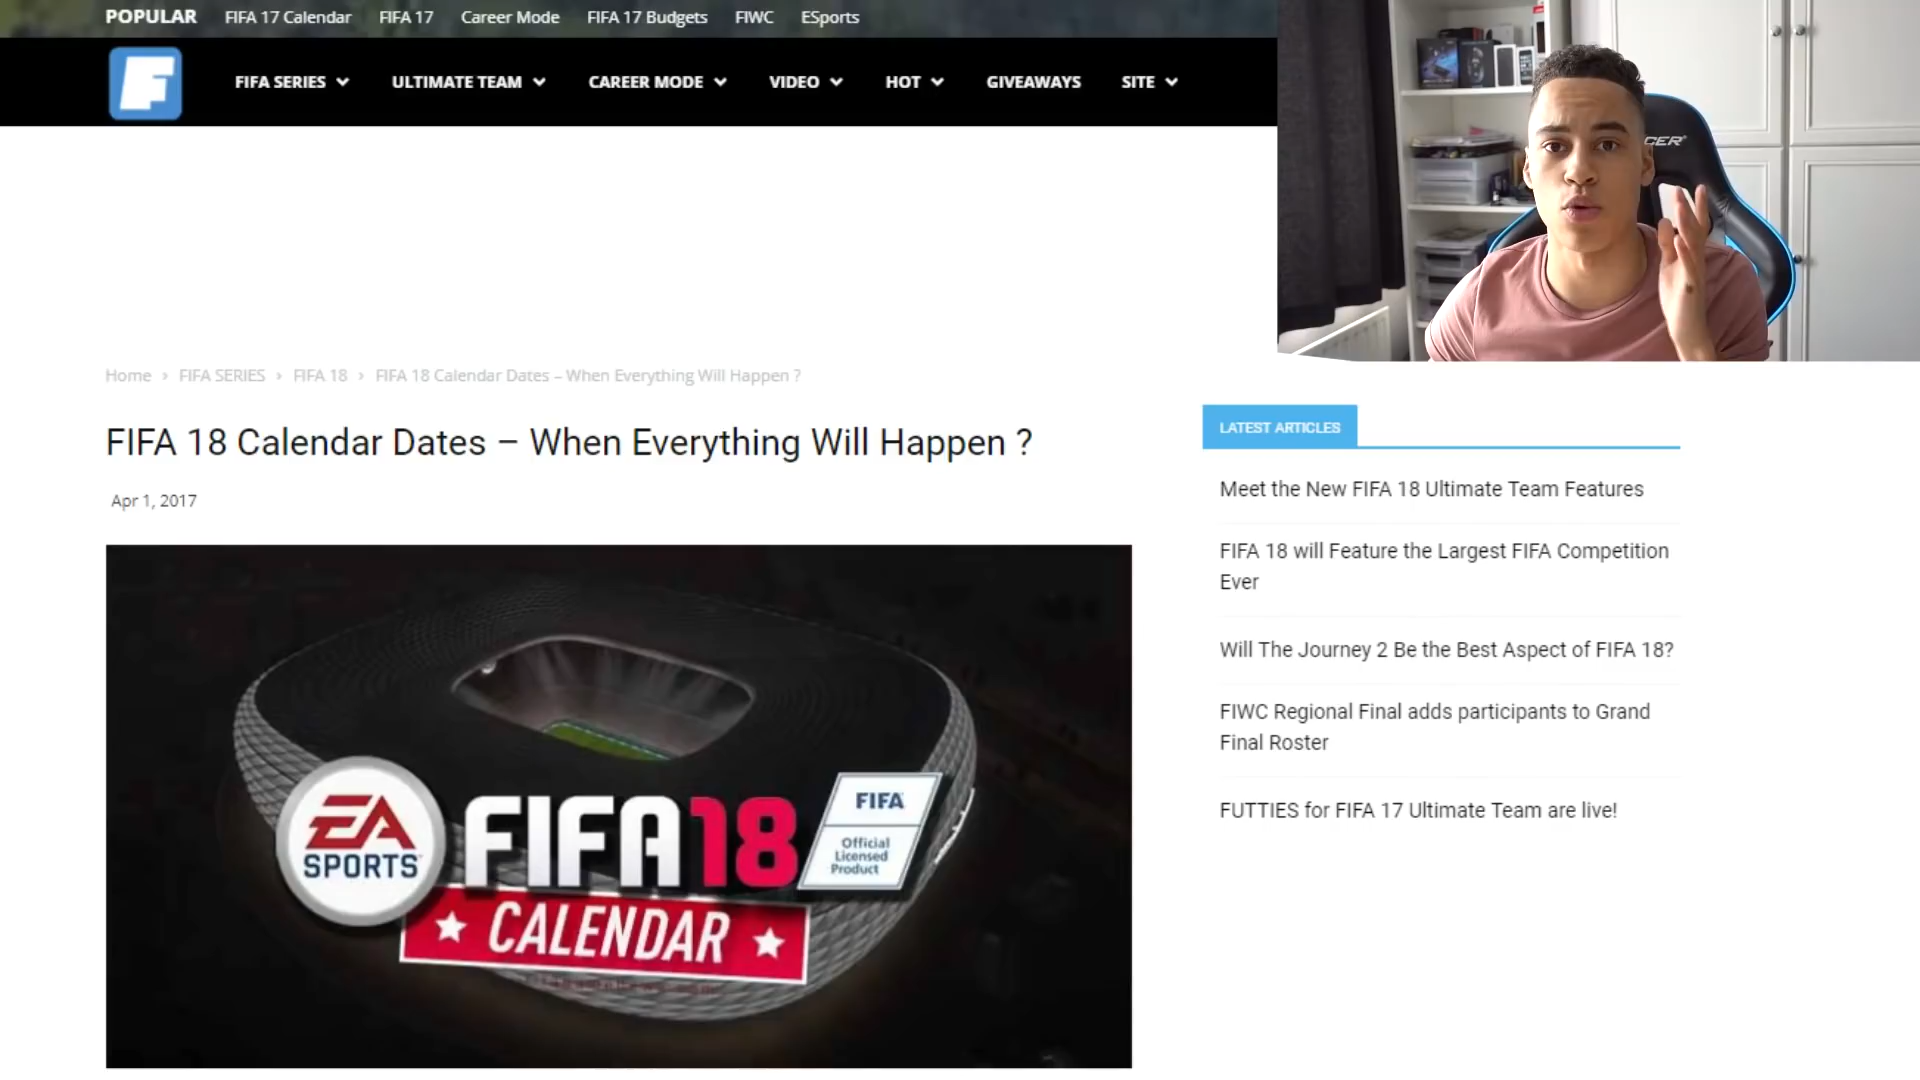 POPULAR FIFA 17 Calendar FIFA 17 Career Mode FIFA 17 Budgets FIWC ESports
F FIFA SERIES ULTIMATE TEAM CAREER MODE VIDEO HOT GIVEAWAYS SITE
CER
Home › FIFA SERIES › FIFA 18 › FIFA 18 Calendar Dates – When Everything Will Happen ?
FIFA 18 Calendar Dates – When Everything Will Happen ?
Apr 1, 2017
EA
SPORTS
FIFA 18
FIFA
Official
Licensed
Product
CALENDAR
LATEST ARTICLES
Meet the New FIFA 18 Ultimate Team Features
FIFA 18 will Feature the Largest FIFA Competition
Ever
Will The Journey 2 Be the Best Aspect of FIFA 18?
FIWC Regional Final adds participants to Grand
Final Roster
FUTTIES for FIFA 17 Ultimate Team are live!